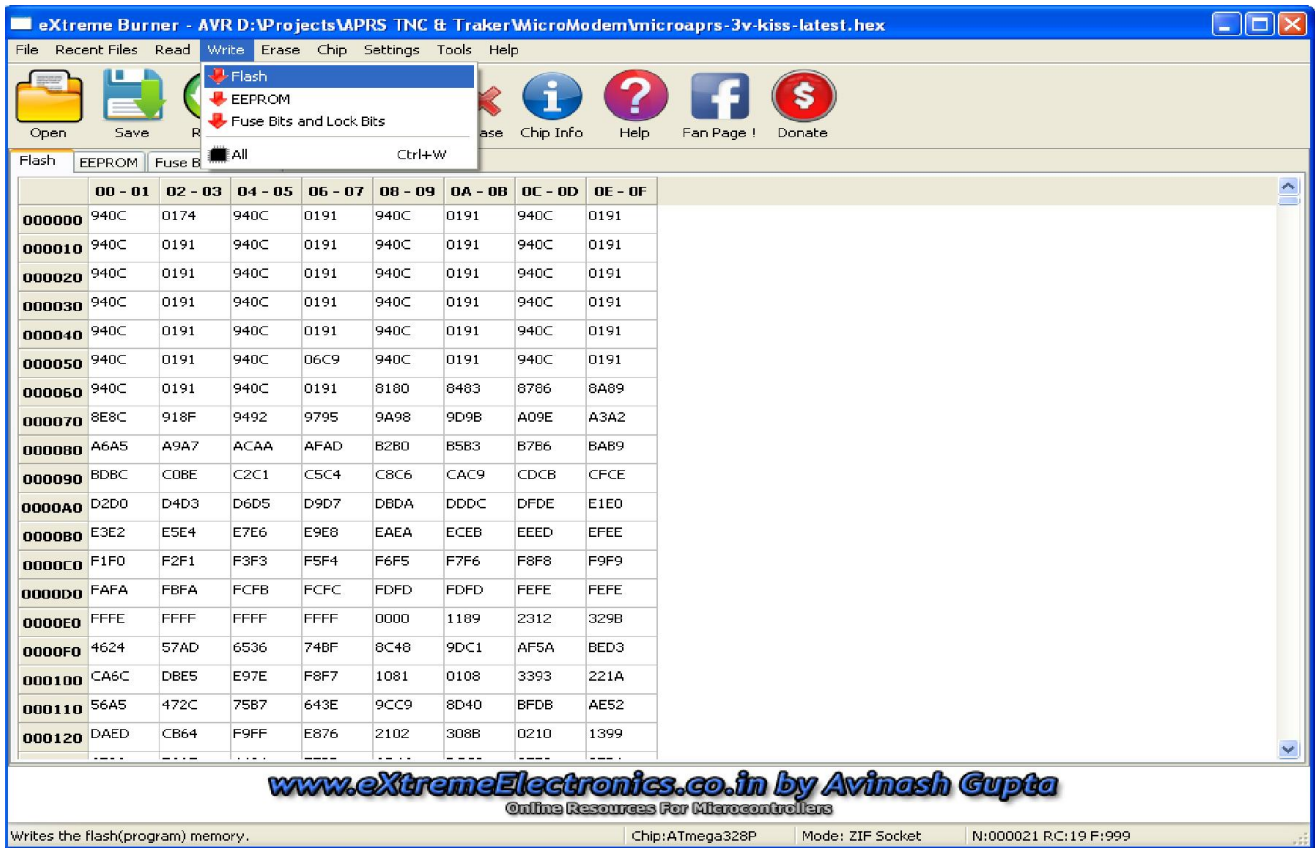 eXtreme Burner - AVR D:\Projects\APRS TNC & Traker\MicroModem\microaprs-3v-kiss-latest.hex
File Recent Files Read Write Erase Chip Settings Tools Help
Flash
EEPROM
Fuse Bits and Lock Bits
All Ctrl+W
Open Save Chip Info Help Fan Page ! Donate
Flash EEPROM Fuse B
00 - 01 02 - 03 04 - 05 06 - 07 08 - 09 0A - 0B 0C - 0D 0E - 0F
000000 940C 0174 940C 0191 940C 0191 940C 0191
000010 940C 0191 940C 0191 940C 0191 940C 0191
000020 940C 0191 940C 0191 940C 0191 940C 0191
000030 940C 0191 940C 0191 940C 0191 940C 0191
000040 940C 0191 940C 0191 940C 0191 940C 0191
000050 940C 0191 940C 06C9 940C 0191 940C 0191
000060 940C 0191 940C 0191 8180 8483 8786 8A89
000070 8E8C 918F 9492 9795 9A98 9D9B A09E A3A2
000080 A6A5 A9A7 ACAA AFAD B2B0 B5B3 B7B6 BAB9
000090 BDBC C0BE C2C1 C5C4 C8C6 CAC9 CDCB CFCE
0000A0 D2D0 D4D3 D6D5 D9D7 DBDA DDDC DFDE E1E0
0000B0 E3E2 E5E4 E7E6 E9E8 EAEA ECEB EEED EFEE
0000C0 F1F0 F2F1 F3F3 F5F4 F6F5 F7F6 F8F8 F9F9
0000D0 FAFA FBFA FCFB FCFC FDFD FDFD FEFE FEFE
0000E0 FFFE FFFF FFFF FFFF 0000 1189 2312 329B
0000F0 4624 57AD 6536 74BF 8C48 9DC1 AF5A BED3
000100 CA6C DBE5 E97E F8F7 1081 0108 3393 221A
000110 56A5 472C 75B7 643E 9CC9 8D40 BFDB AE52
000120 DAED CB64 F9FF E876 2102 308B 0210 1399
www.eXtremeElectronics.co.in by Avinash Gupta
Online Resources For Microcontrollers
Writes the flash(program) memory. Chip:ATmega328P Mode: ZIF Socket N:000021 RC:19 F:999